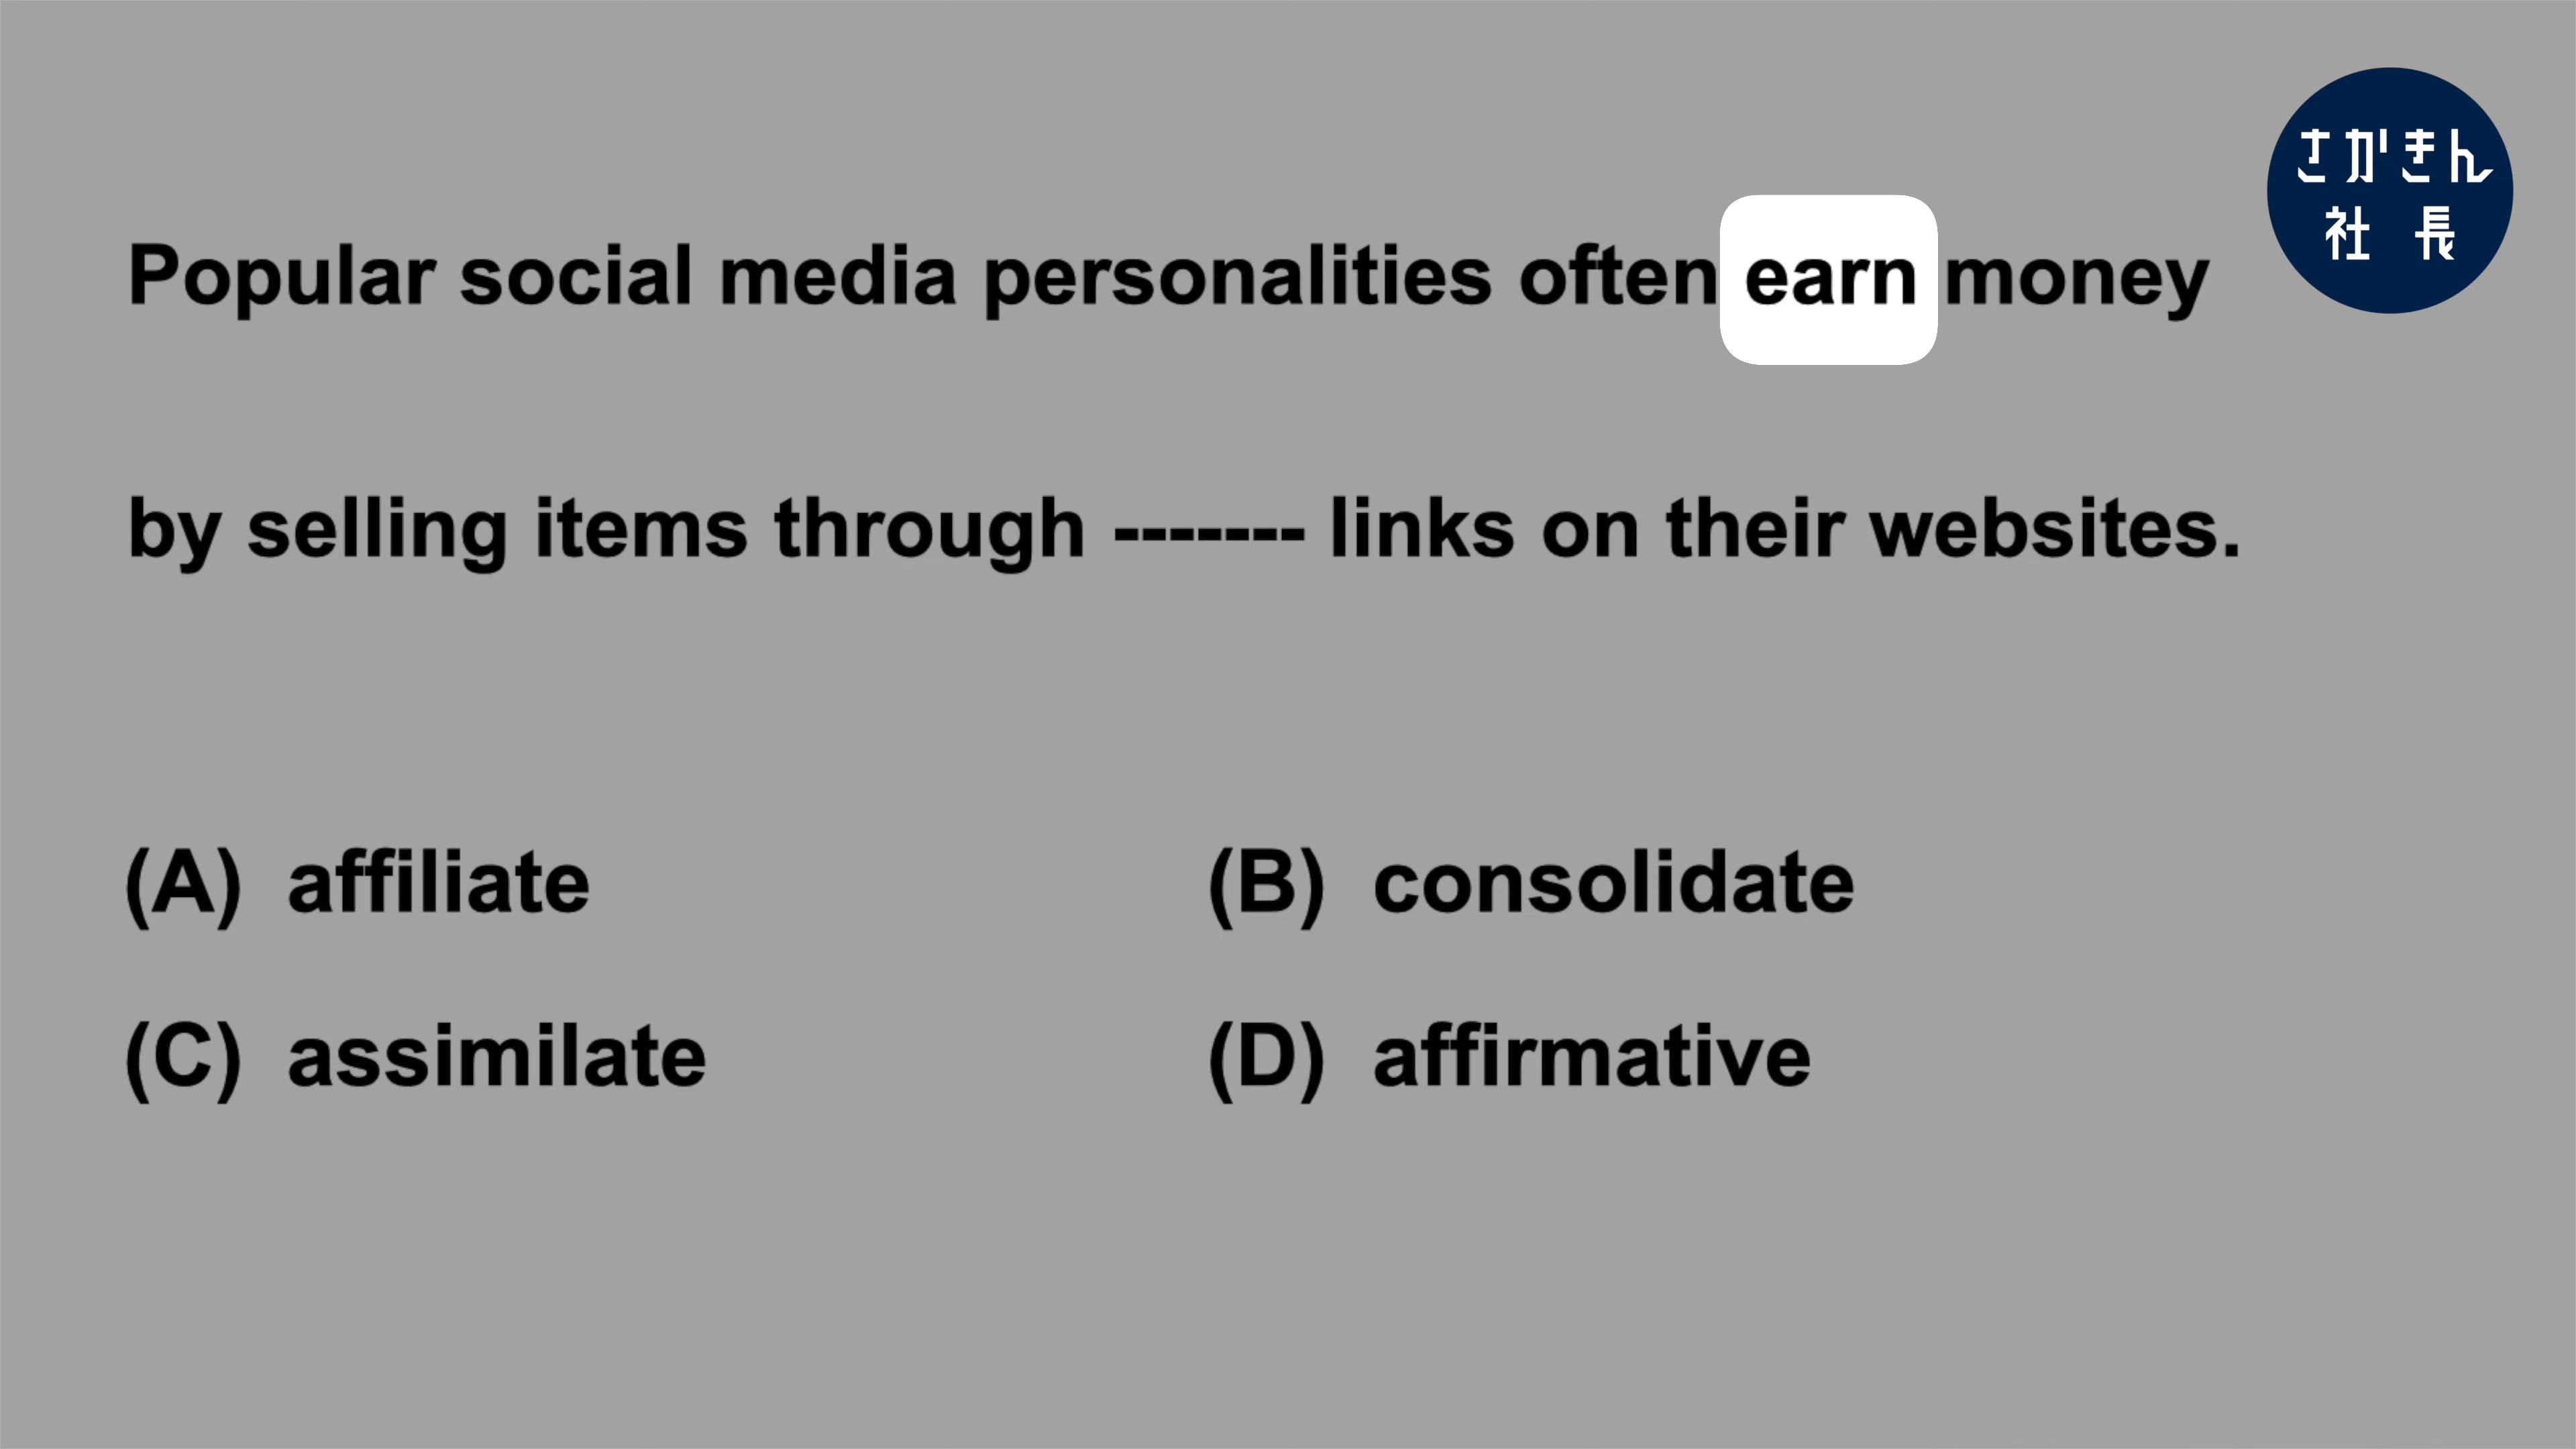 さかきん
社長
Popular social media personalities often earn money
by selling items through ------- links on their websites.
(A) affiliate
(B) consolidate
(C) assimilate
(D) affirmative